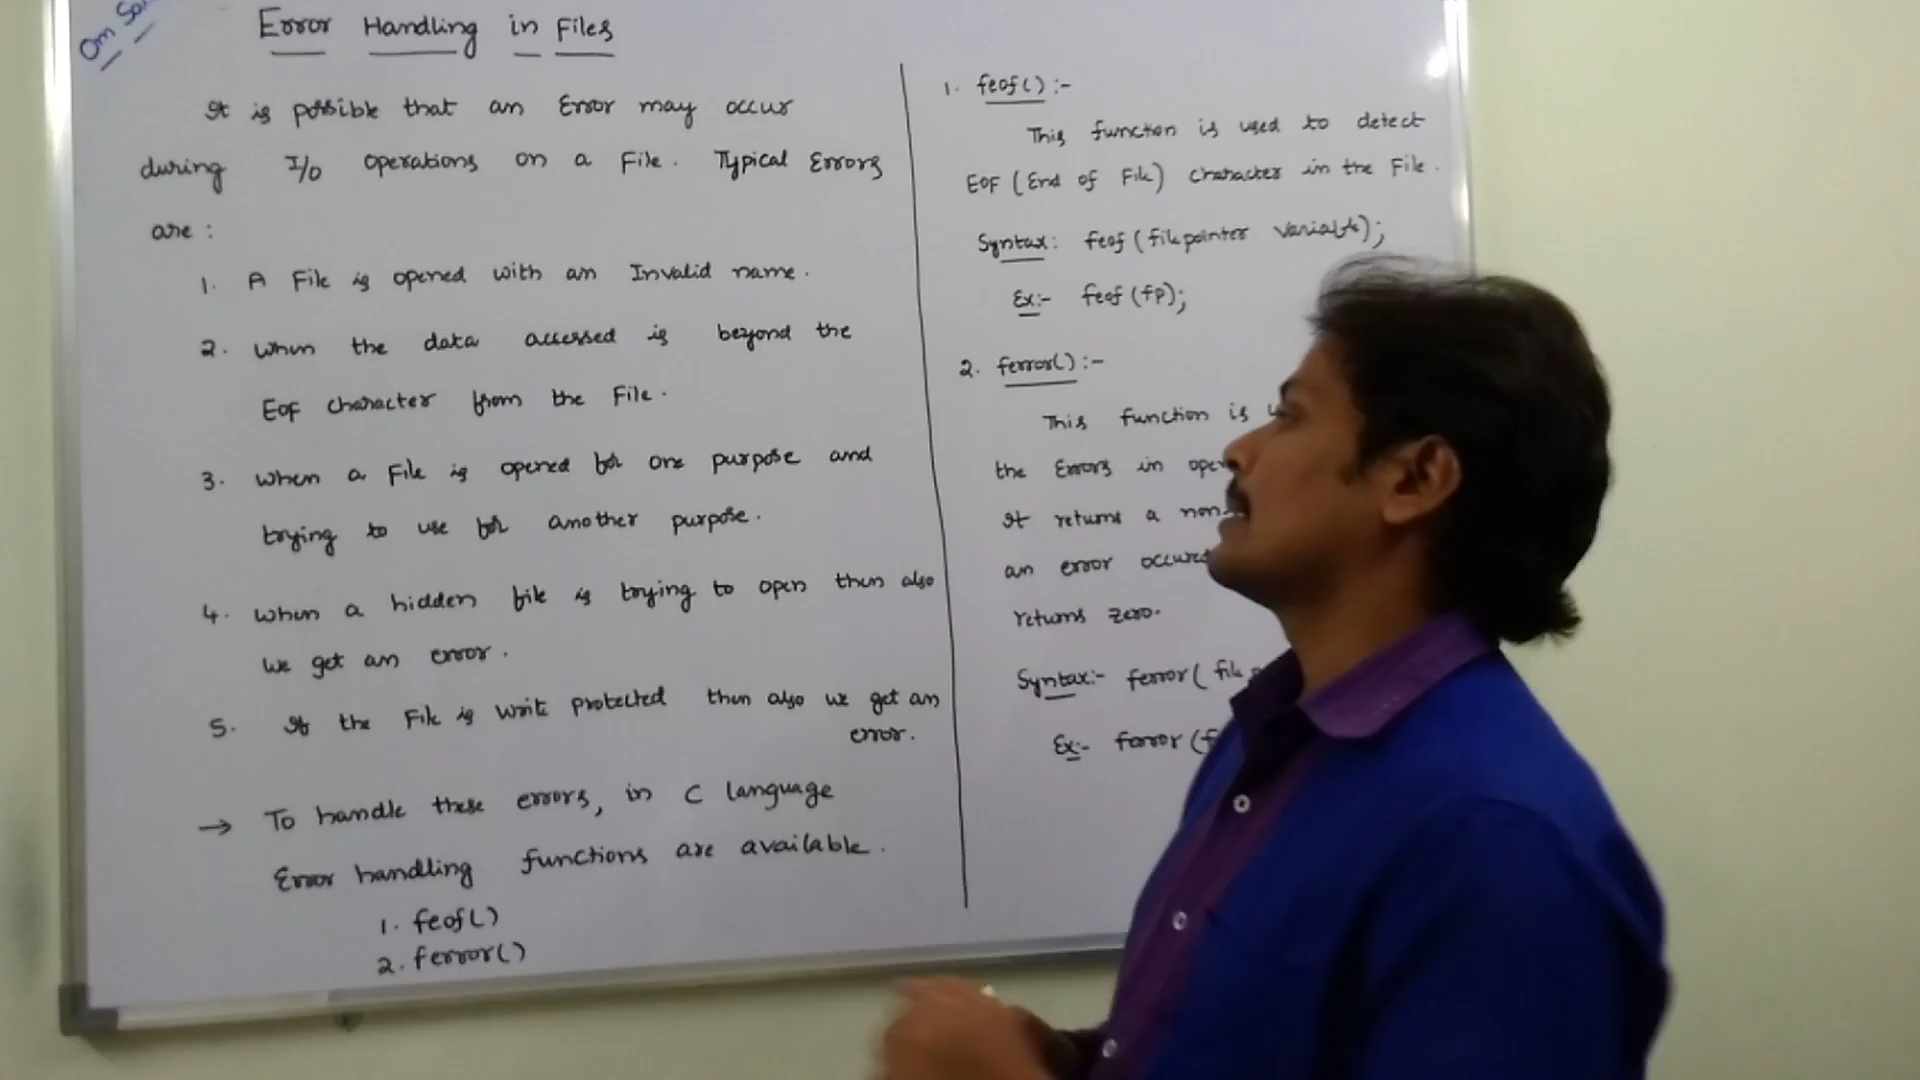 Om Sai
Error Handling in Files
It is possible that an Error may occur
during I/O operations on a File. Typical Errors
are :
1. A File is opened with an Invalid name.
2. When the data accessed is beyond the
EOF character from the File.
3. When a File is opened for one purpose and
trying to use for another purpose.
4. When a hidden file is trying to open then also
we get an error.
5. If the File is write protected then also we get an
error.
→ To handle these errors, in C language
Error handling functions are available.
1. feof()
2. ferror()
1. feof() :-
This function is used to detect
EOF (End of File) character in the File.
Syntax: feof(filepointer variable);
Ex:- feof(fp);
2. ferror() :-
This function is
the Errors in
It returns a non-
an error occured
returns zero.
Syntax:- ferror( file
Ex:- ferror (f